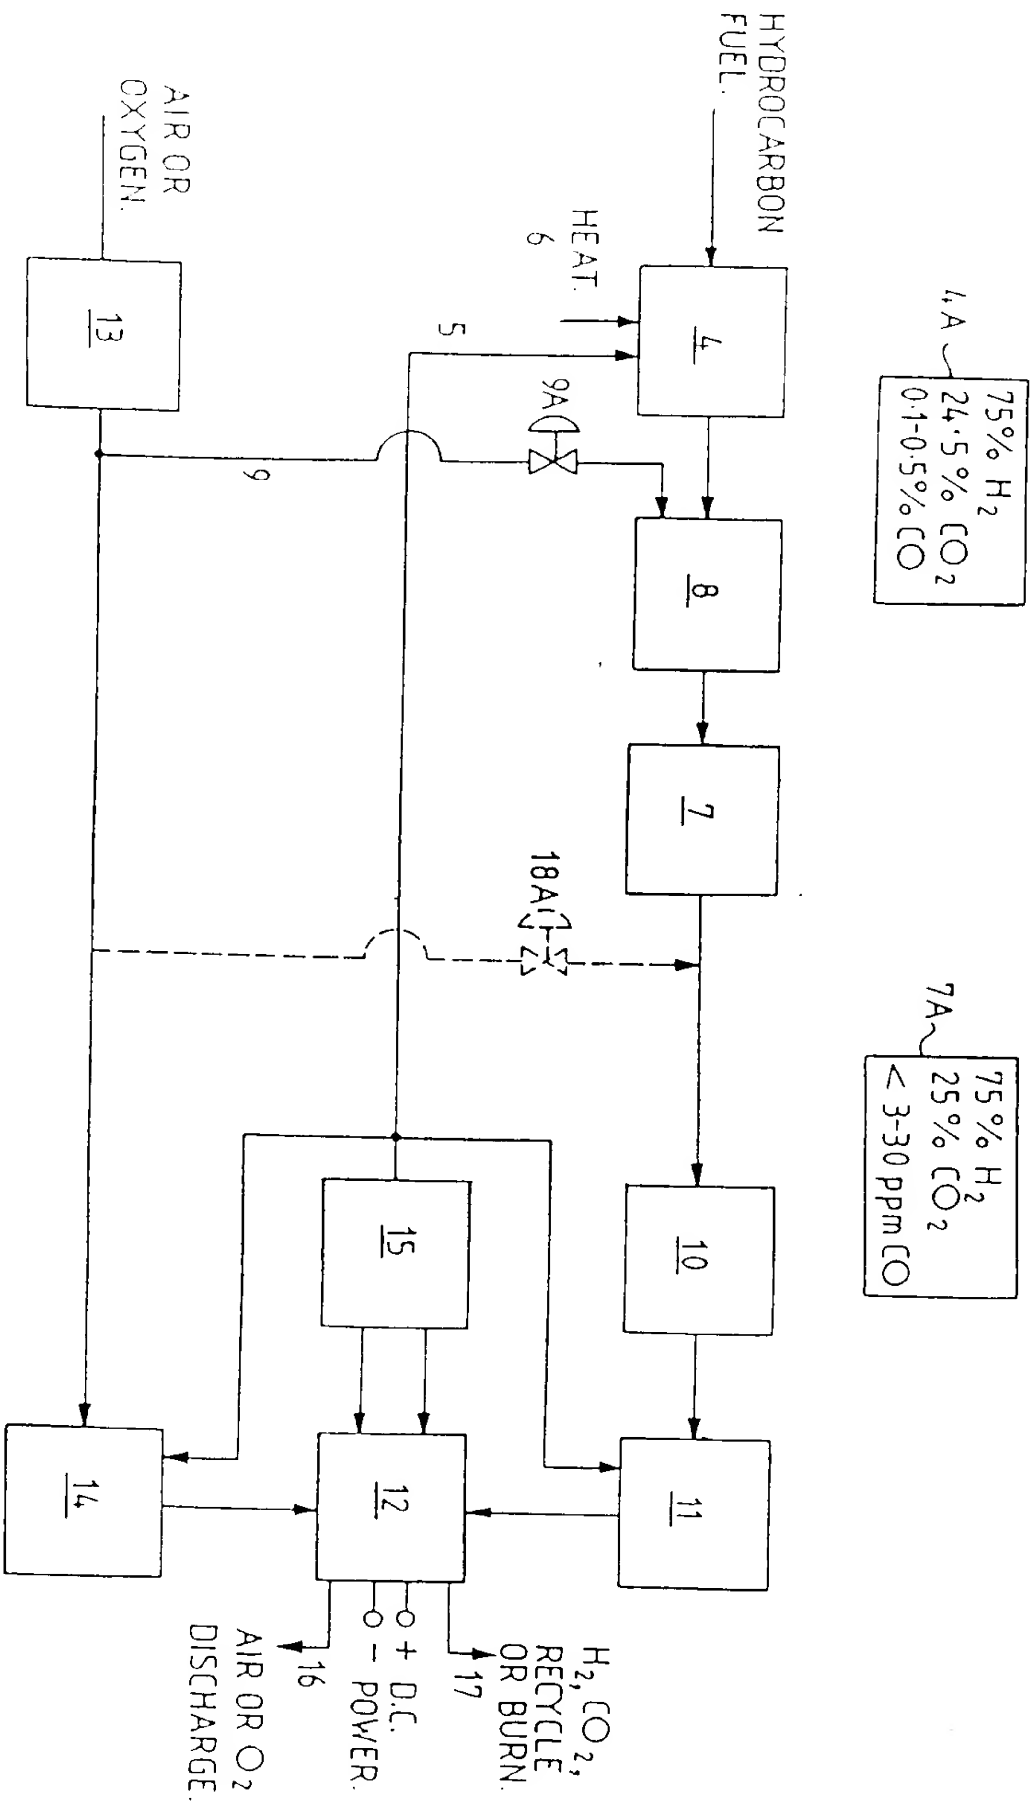 4A
75% H2
24·5% CO2
0·1-0·5% CO
7A
75% H2
25% CO2
< 3-30 ppm CO
HYDROCARBON
FUEL.
4
8
7
10
11
HEAT.
6
5
9A
18A
9
15
12
H2, CO2,
RECYCLE
OR BURN.
17
+ D.C.
- POWER.
16
AIR OR O2
DISCHARGE.
AIR OR
OXYGEN.
13
14